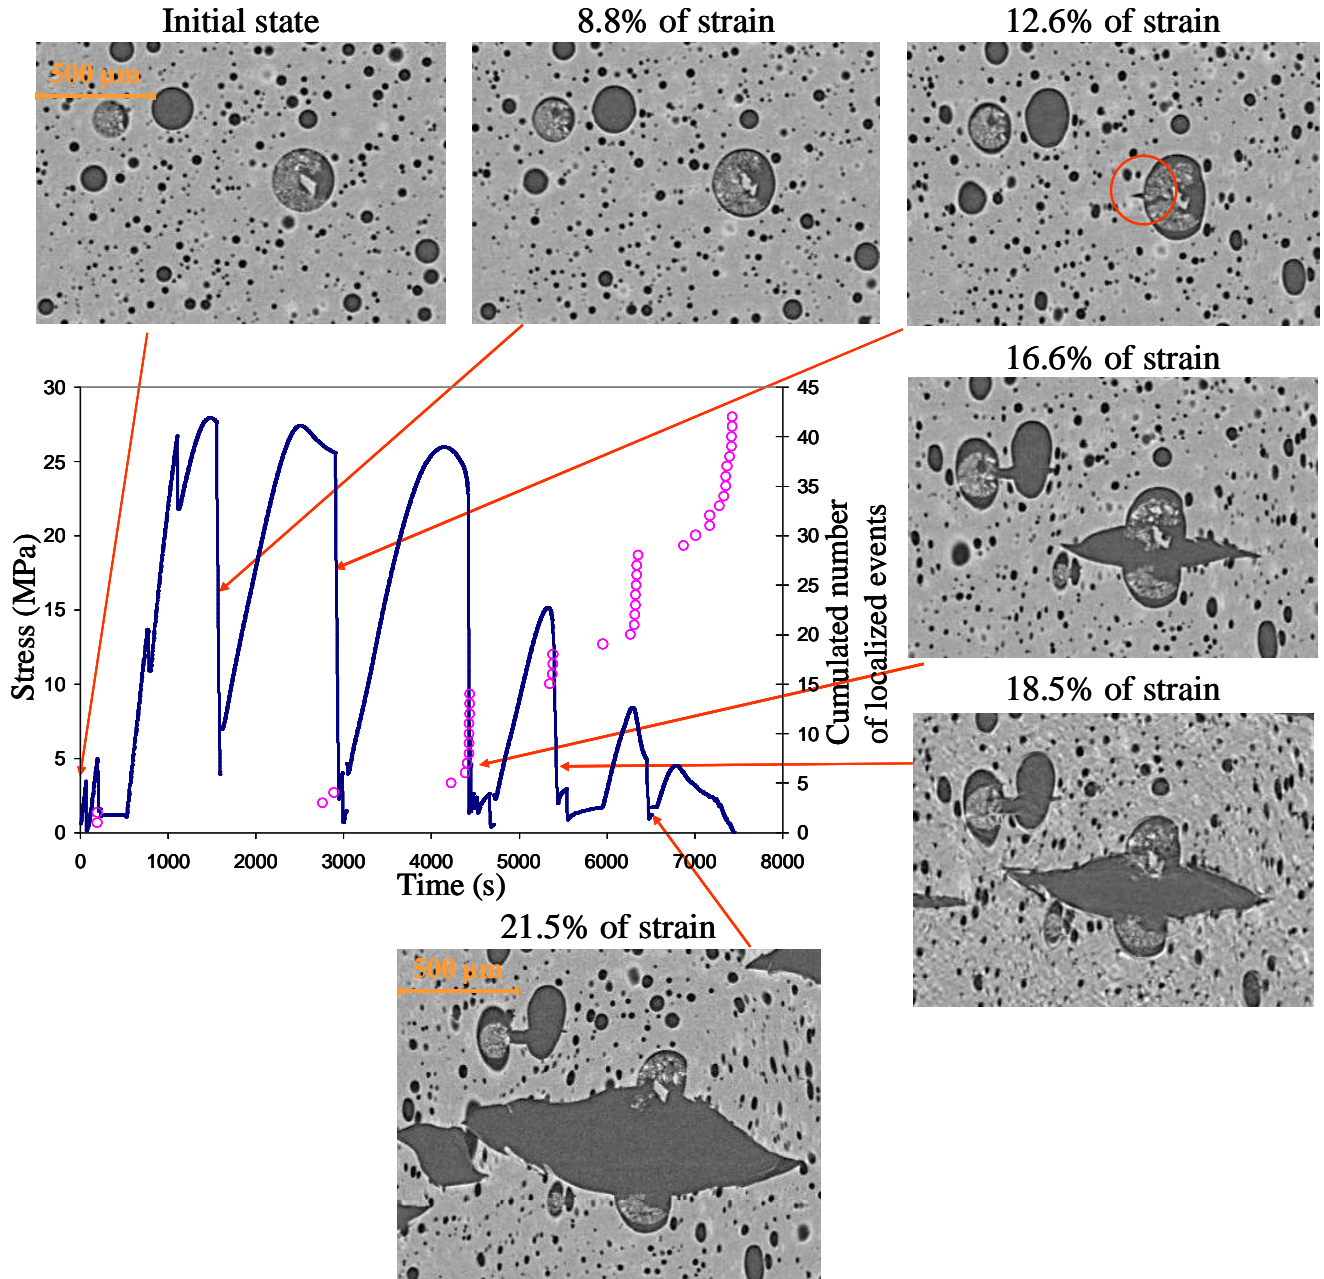 Initial state
8.8% of strain
12.6% of strain
500 µm
16.6% of strain
30
25
20
15
10
5
0
Stress (MPa)
45
40
35
30
25
20
15
10
5
0
Cumulated number
of localized events
0
1000
2000
3000
4000
5000
6000
7000
8000
Time (s)
18.5% of strain
21.5% of strain
500 µm